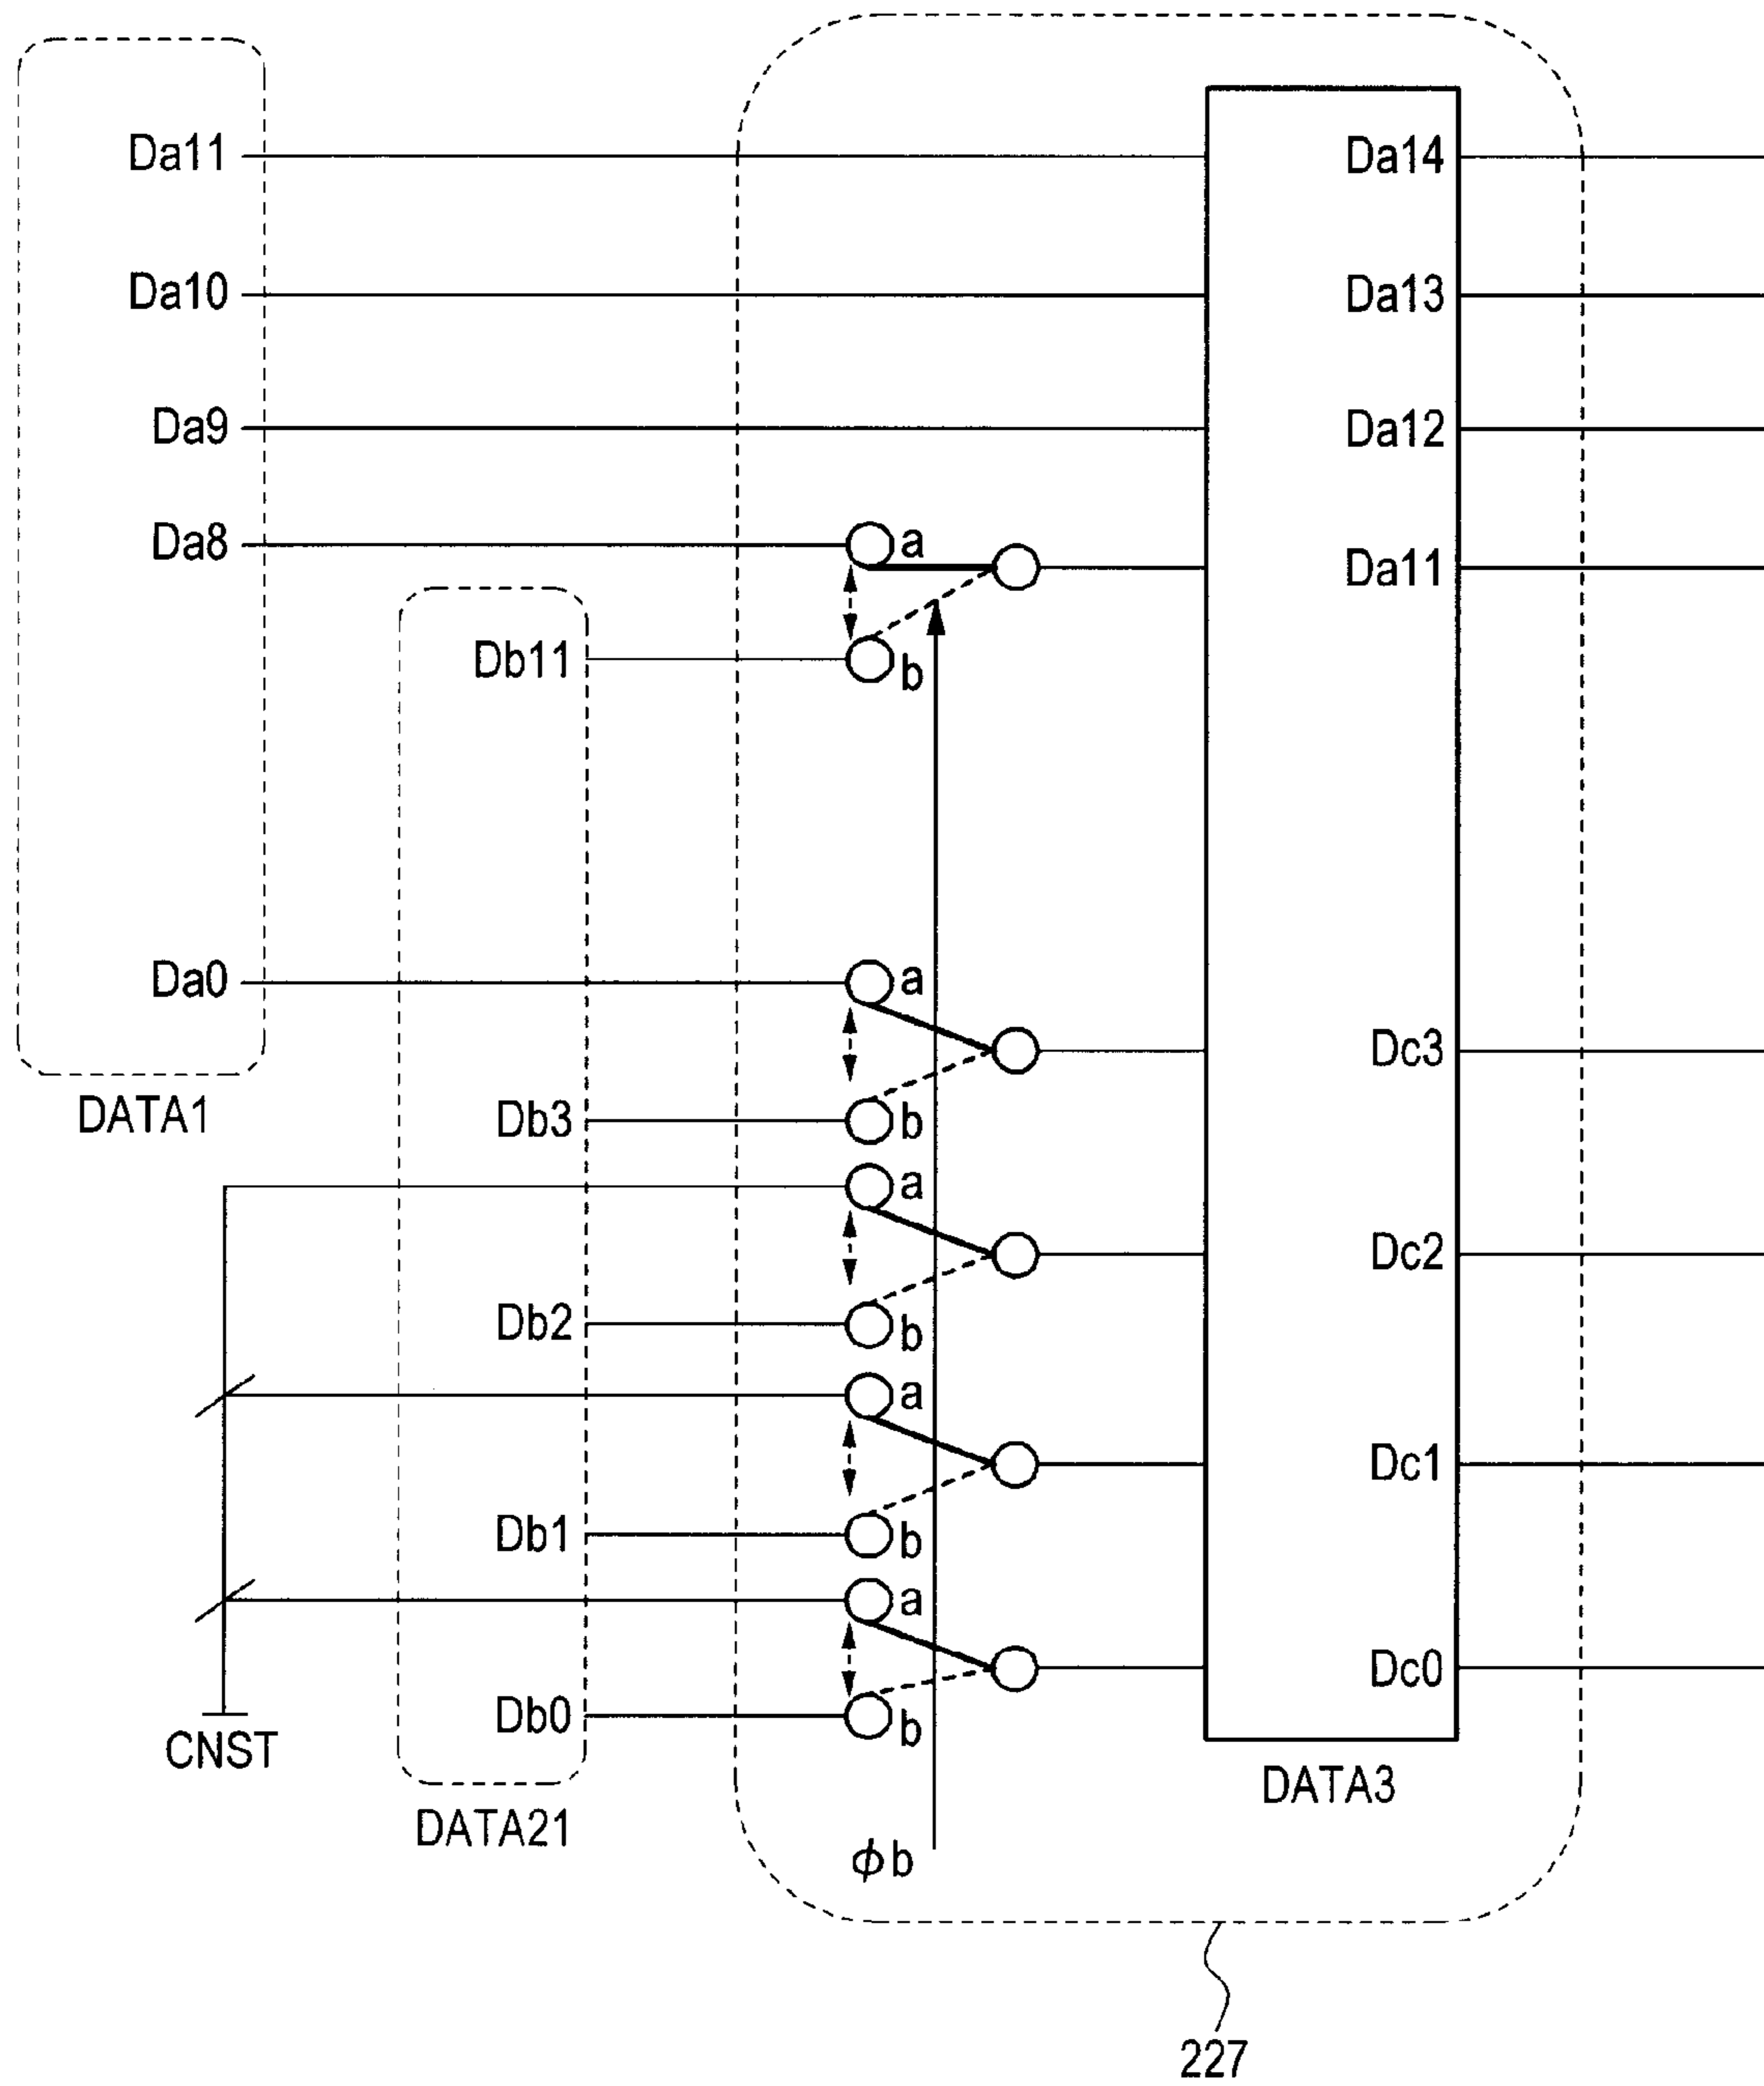 Da11
Da14
Da10
Da13
Da9
Da12
Da8
a
Da11
Db11
b
Da0
a
Dc3
DATA1
Db3
b
a
Dc2
Db2
b
a
Dc1
Db1
b
a
Dc0
Db0
b
CNST
DATA3
DATA21
ϕb
227